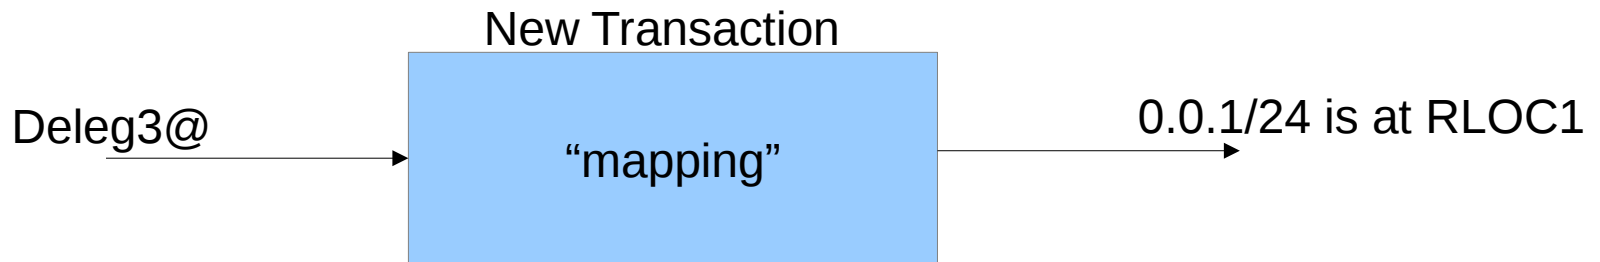 New Transaction
Deleg3@
“mapping”
0.0.1/24 is at RLOC1